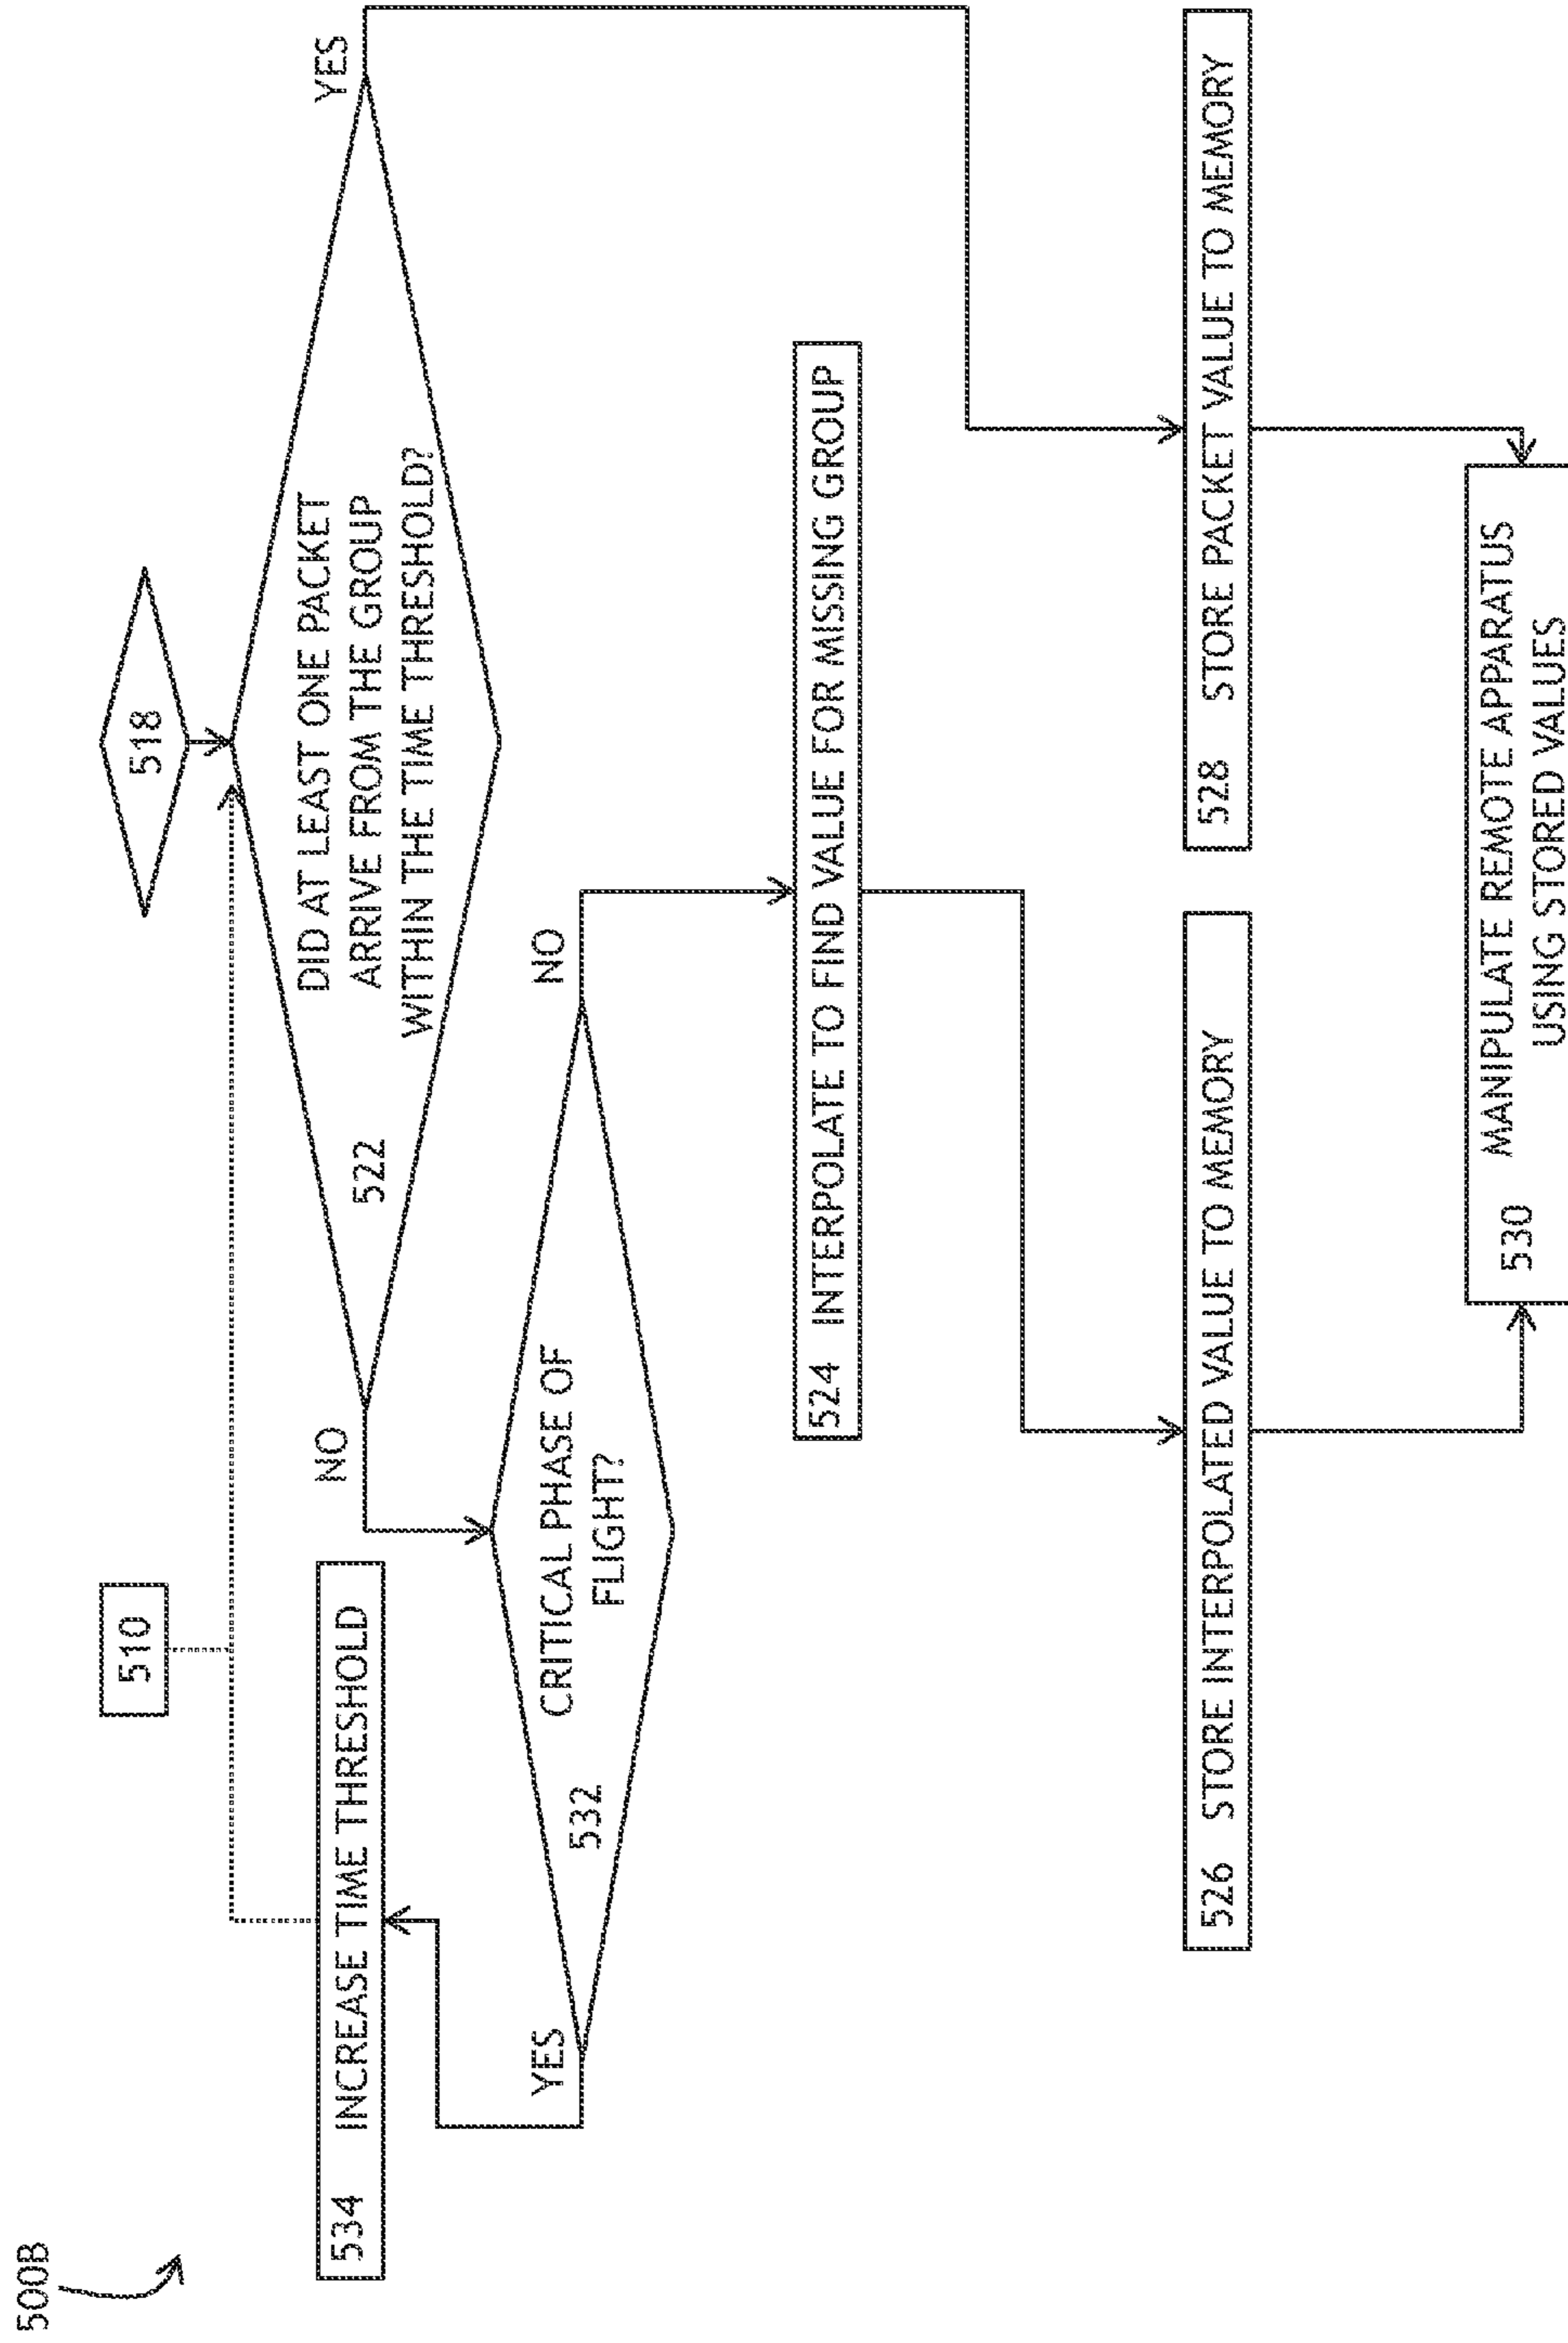 500B
510
518
534 INCREASE TIME THRESHOLD
NO
YES
DID AT LEAST ONE PACKET
ARRIVE FROM THE GROUP
WITHIN THE TIME THRESHOLD?
522
YES
NO
CRITICAL PHASE OF
FLIGHT?
532
524 INTERPOLATE TO FIND VALUE FOR MISSING GROUP
526 STORE INTERPOLATED VALUE TO MEMORY
528 STORE PACKET VALUE TO MEMORY
530 MANIPULATE REMOTE APPARATUS
USING STORED VALUES